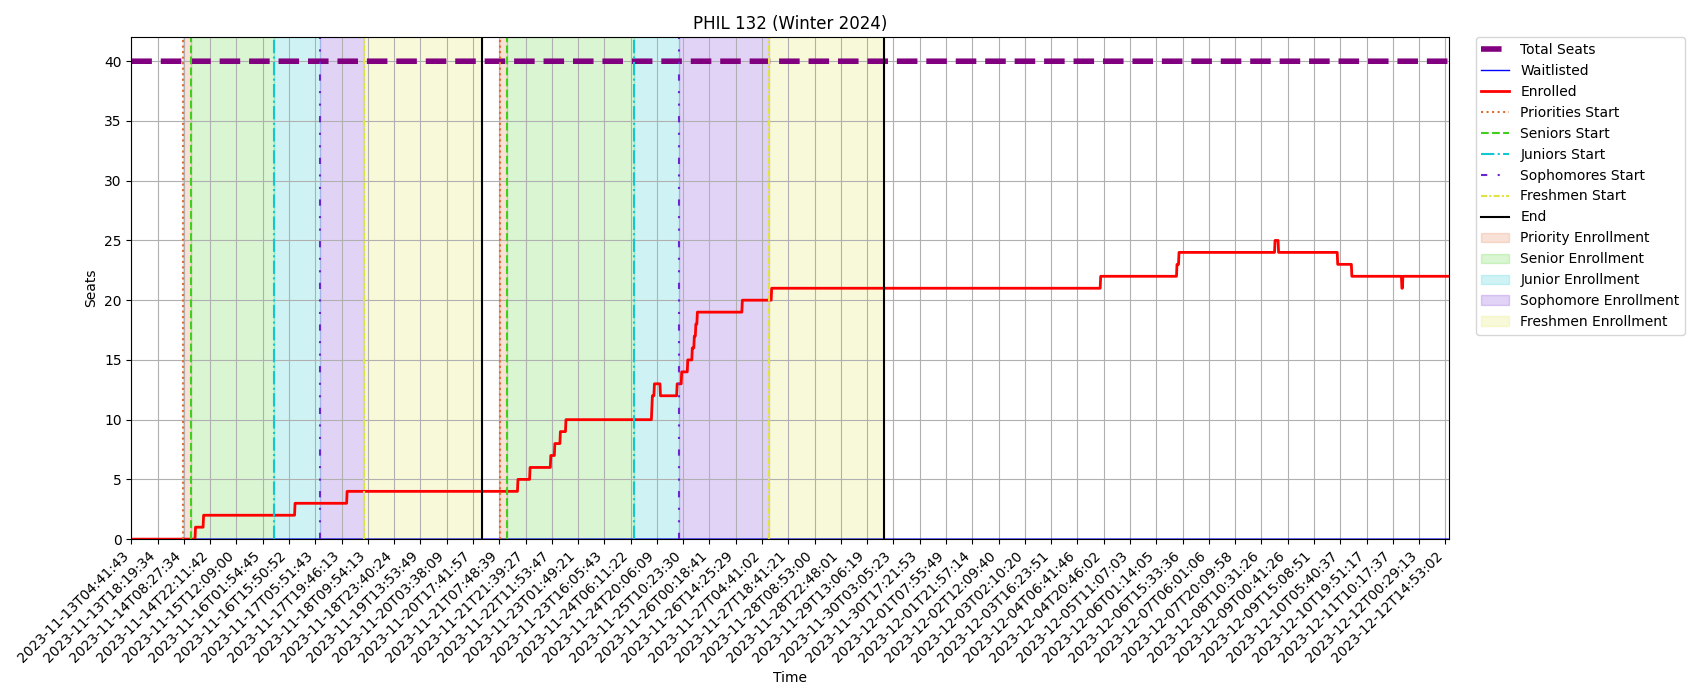 PHIL 132 (Winter 2024)
Seats
40
35
30
25
20
15
10
5
0
2023-11-13T04:41:43
2023-11-13T18:19:34
2023-11-14T08:27:34
2023-11-14T22:11:42
2023-11-15T12:09:00
2023-11-16T01:54:45
2023-11-16T15:50:52
2023-11-17T05:51:43
2023-11-17T19:46:13
2023-11-18T09:54:13
2023-11-18T23:40:24
2023-11-19T13:53:49
2023-11-20T03:38:09
2023-11-20T17:41:57
2023-11-21T07:48:39
2023-11-21T21:39:27
2023-11-22T11:53:47
2023-11-23T01:49:21
2023-11-23T16:05:43
2023-11-24T06:11:22
2023-11-24T20:06:09
2023-11-25T10:23:30
2023-11-26T00:18:41
2023-11-26T14:25:29
2023-11-27T04:41:02
2023-11-27T18:41:21
2023-11-28T08:53:00
2023-11-28T22:48:01
2023-11-29T13:06:19
2023-11-30T03:05:23
2023-11-30T17:21:53
2023-12-01T07:55:49
2023-12-01T21:57:14
2023-12-02T12:09:40
2023-12-03T02:10:20
2023-12-03T16:23:51
2023-12-04T06:41:46
2023-12-04T20:46:02
2023-12-05T11:07:03
2023-12-06T01:14:05
2023-12-06T15:33:36
2023-12-07T06:01:06
2023-12-07T20:09:58
2023-12-08T10:31:26
2023-12-09T00:41:26
2023-12-09T15:08:51
2023-12-10T05:40:37
2023-12-10T19:51:17
2023-12-11T10:17:37
2023-12-12T00:29:13
2023-12-12T14:53:02
Time
Total Seats
Waitlisted
Enrolled
Priorities Start
Seniors Start
Juniors Start
Sophomores Start
Freshmen Start
End
Priority Enrollment
Senior Enrollment
Junior Enrollment
Sophomore Enrollment
Freshmen Enrollment